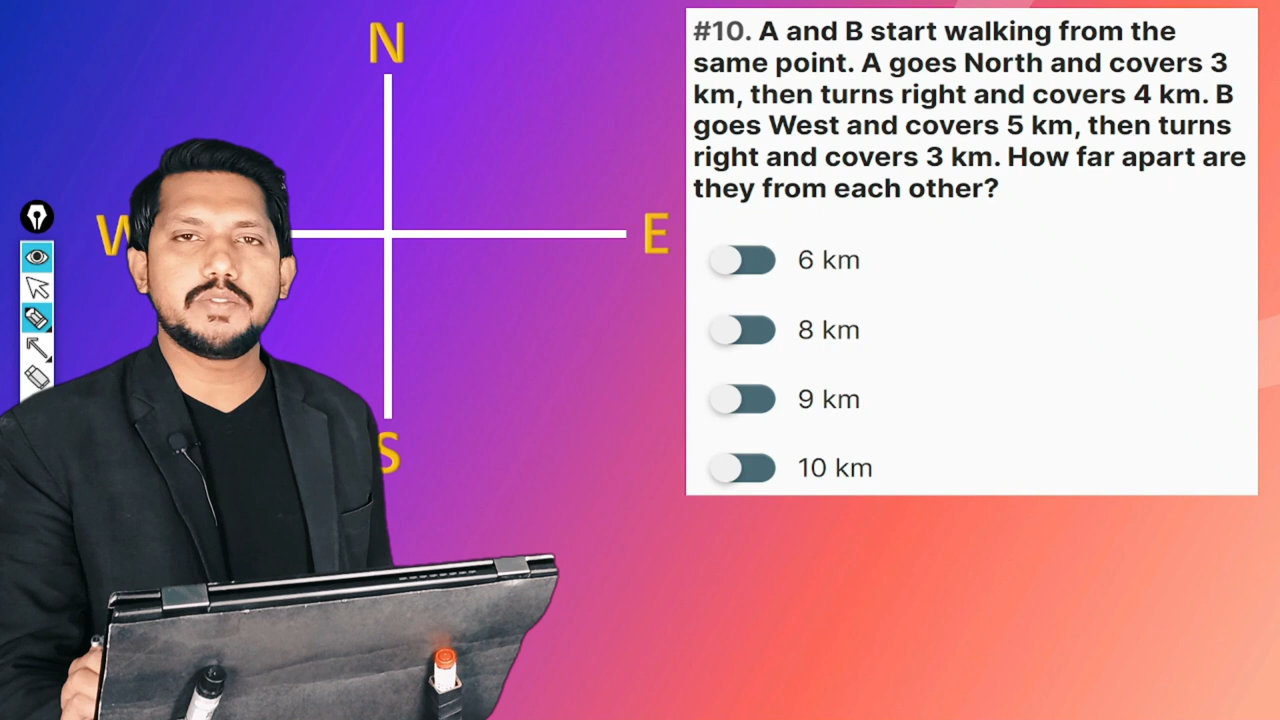 N
W
E
S
#10. A and B start walking from the
same point. A goes North and covers 3
km, then turns right and covers 4 km. B
goes West and covers 5 km, then turns
right and covers 3 km. How far apart are
they from each other?
6 km
8 km
9 km
10 km